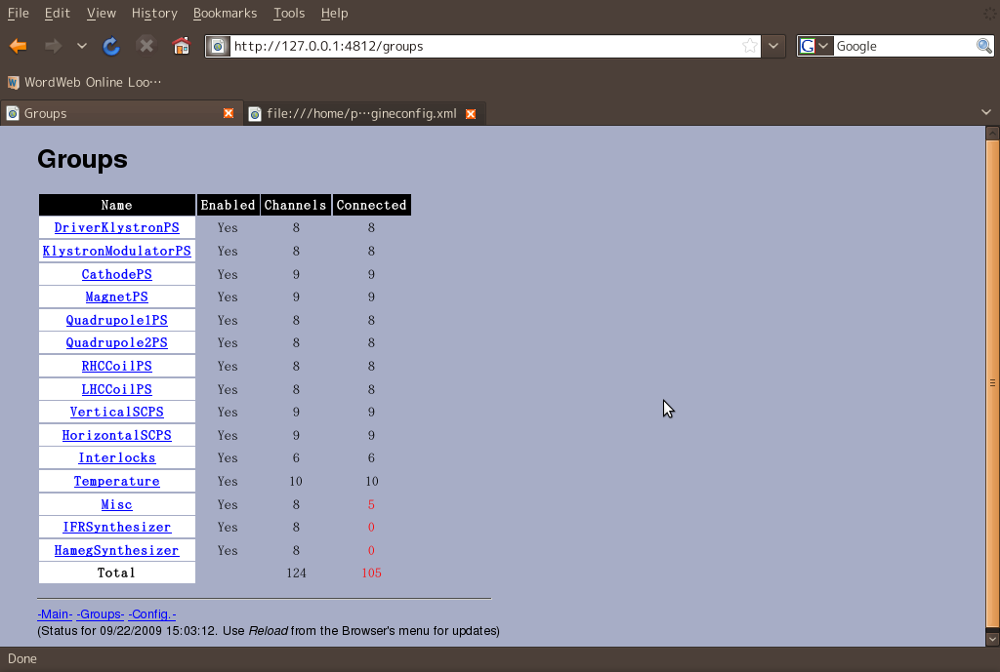 File Edit View History Bookmarks Tools Help
http://127.0.0.1:4812/groups Google
WordWeb Online Loo···
Groups file:///home/p···gineconfig.xml
Groups
Name Enabled Channels Connected
DriverKlystronPS Yes 8 8
KlystronModulatorPS Yes 8 8
CathodePS Yes 9 9
MagnetPS Yes 9 9
Quadrupole1PS Yes 8 8
Quadrupole2PS Yes 8 8
RHCCoilPS Yes 8 8
LHCCoilPS Yes 8 8
VerticalSCPS Yes 9 9
HorizontalSCPS Yes 9 9
Interlocks Yes 6 6
Temperature Yes 10 10
Misc Yes 8 5
IFRSynthesizer Yes 8 0
HamegSynthesizer Yes 8 0
Total 124 105
-Main- -Groups- -Config.-
(Status for 09/22/2009 15:03:12. Use Reload from the Browser's menu for updates)
Done